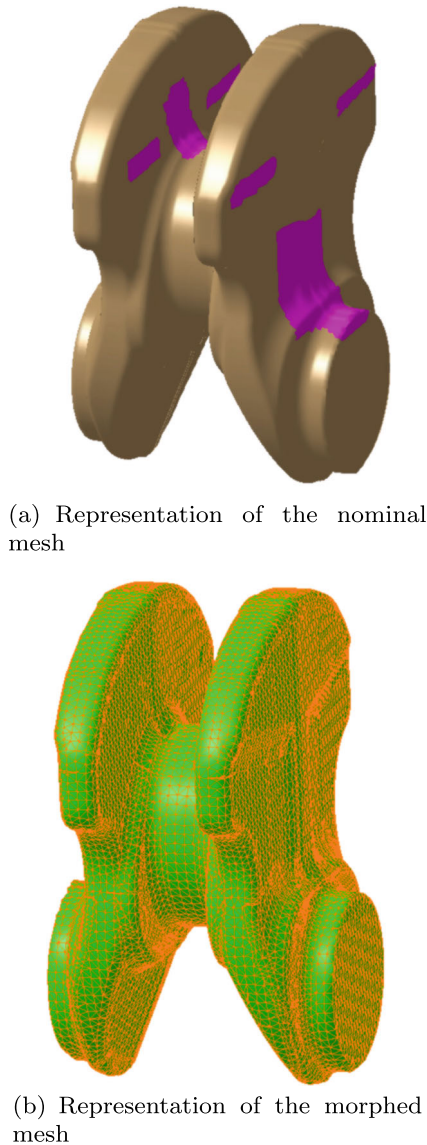 (a) Representation of the nominal
mesh
(b) Representation of the morphed
mesh